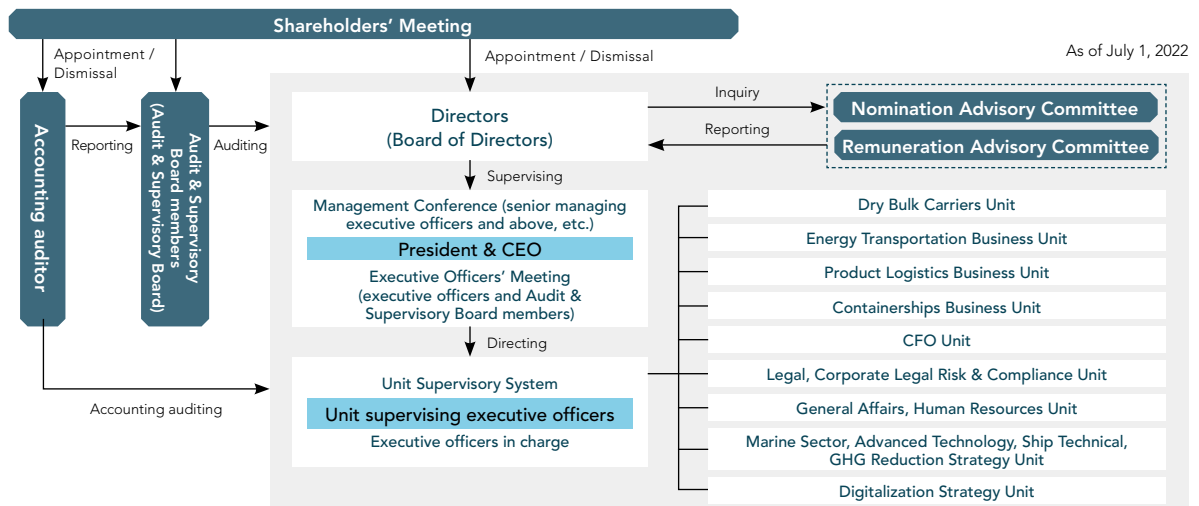 Shareholders’ Meeting
As of July 1, 2022
Appointment /
Dismissal
Appointment / Dismissal
Accounting auditor
Reporting
Audit & Supervisory
Board members
(Audit & Supervisory Board)
Auditing
Directors
(Board of Directors)
Inquiry
Reporting
Nomination Advisory Committee
Remuneration Advisory Committee
Supervising
Management Conference (senior managing
executive officers and above, etc.)
President & CEO
Executive Officers’ Meeting
(executive officers and Audit &
Supervisory Board members)
Directing
Unit Supervisory System
Unit supervising executive officers
Executive officers in charge
Accounting auditing
Dry Bulk Carriers Unit
Energy Transportation Business Unit
Product Logistics Business Unit
Containerships Business Unit
CFO Unit
Legal, Corporate Legal Risk & Compliance Unit
General Affairs, Human Resources Unit
Marine Sector, Advanced Technology, Ship Technical,
GHG Reduction Strategy Unit
Digitalization Strategy Unit